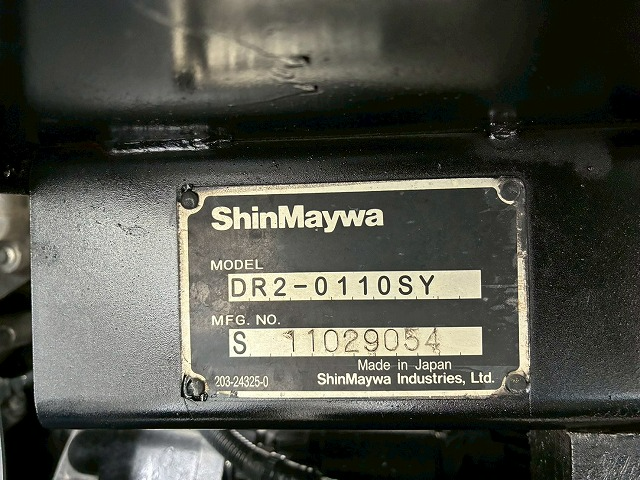 ShinMaywa
MODEL
DR2-0110SY
MFG. NO.
S 11029054
Made in Japan
203-24325-0 ShinMaywa Industries, Ltd.